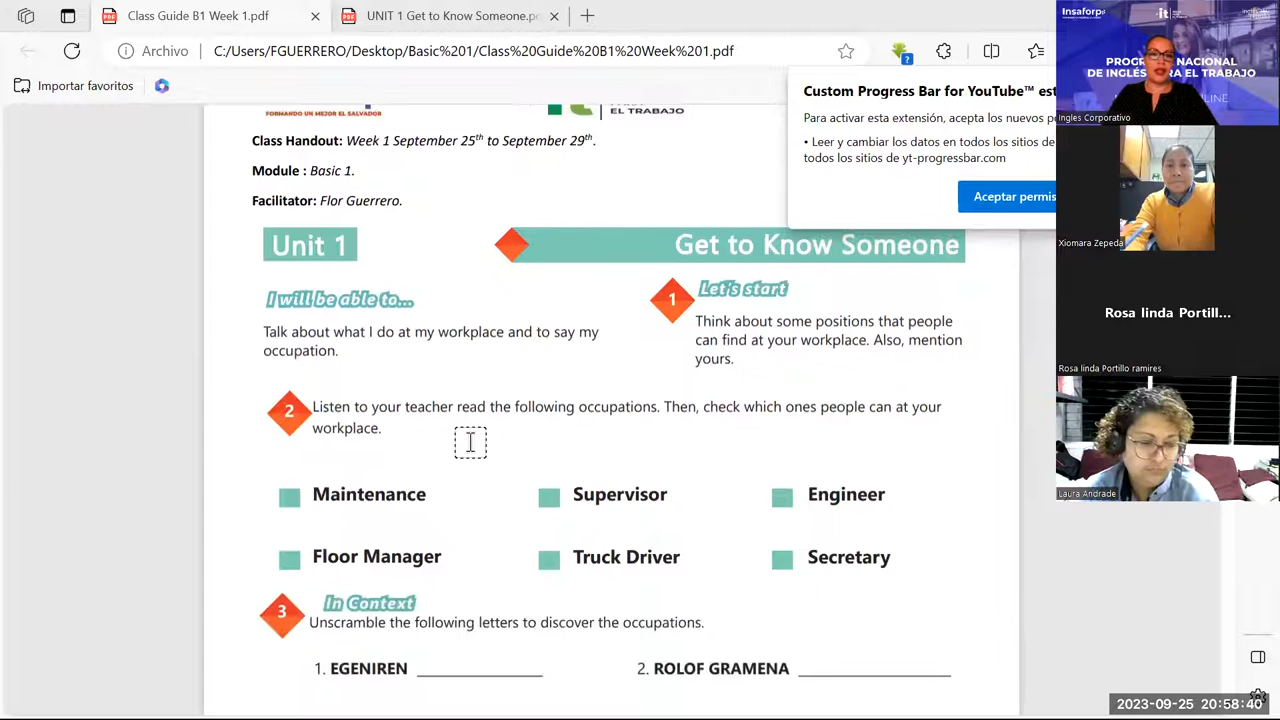 Class Guide B1 Week 1.pdf
UNIT 1 Get to Know Someone.p
Archivo
C:/Users/FGUERRERO/Desktop/Basic%201/Class%20Guide%20B1%20Week%201.pdf
Importar favoritos
Custom Progress Bar for YouTube™ est
Para activar esta extensión, acepta los nuevos p
• Leer y cambiar los datos en todos los sitios de
todos los sitios de yt-progressbar.com
Aceptar permis
FORMANDO UN MEJOR EL SALVADOR
EL TRABAJO
Class Handout: Week 1 September 25th to September 29th.
Module : Basic 1.
Facilitator: Flor Guerrero.
Unit 1
Get to Know Someone
I will be able to...
Talk about what I do at my workplace and to say my
occupation.
1
Let's start
Think about some positions that people
can find at your workplace. Also, mention
yours.
2
Listen to your teacher read the following occupations. Then, check which ones people can at your
workplace.
Maintenance
Supervisor
Engineer
Floor Manager
Truck Driver
Secretary
3
In Context
Unscramble the following letters to discover the occupations.
1. EGENIREN
2. ROLOF GRAMENA
Insaforp
it
PROGR NACIONAL
DE INGLÉS PARA EL TRABAJO
LINE
Ingles Corporativo
Xiomara Zepeda
Rosa linda Portill...
Rosa linda Portillo ramires
Laura Andrade
2023-09-25 20:58:40